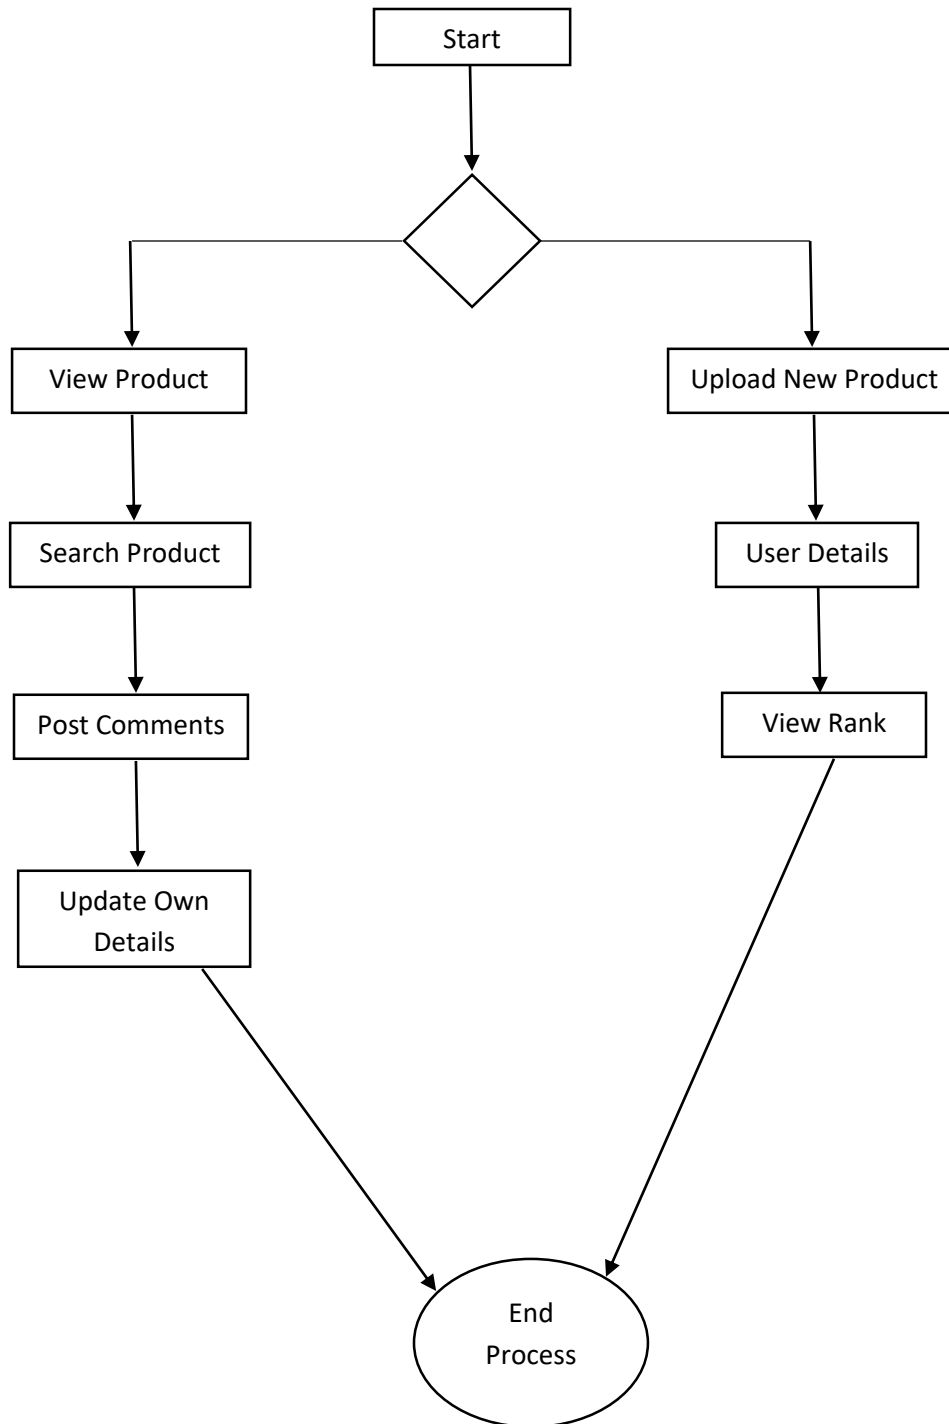 Start
View Product
Upload New Product
Search Product
User Details
Post Comments
View Rank
Update Own
Details
End
Process